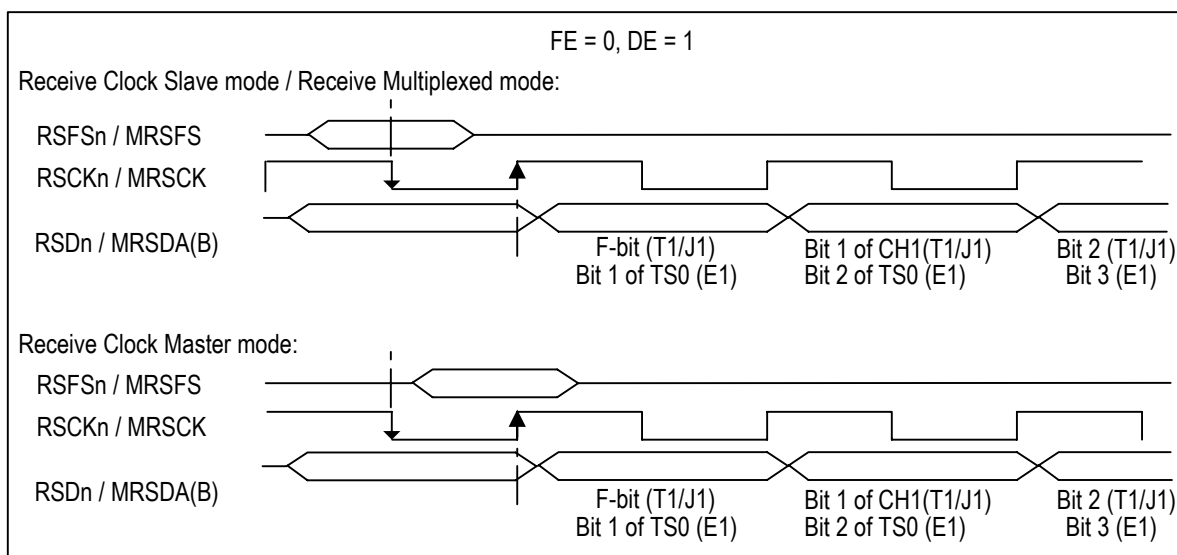 FE = 0, DE = 1
Receive Clock Slave mode / Receive Multiplexed mode:
RSFSn / MRSFS
RSCKn / MRSCK
RSDn / MRSDA(B)
F-bit (T1/J1)
Bit 1 of TS0 (E1)
Bit 1 of CH1(T1/J1)
Bit 2 of TS0 (E1)
Bit 2 (T1/J1)
Bit 3 (E1)
Receive Clock Master mode:
RSFSn / MRSFS
RSCKn / MRSCK
RSDn / MRSDA(B)
F-bit (T1/J1)
Bit 1 of TS0 (E1)
Bit 1 of CH1(T1/J1)
Bit 2 of TS0 (E1)
Bit 2 (T1/J1)
Bit 3 (E1)